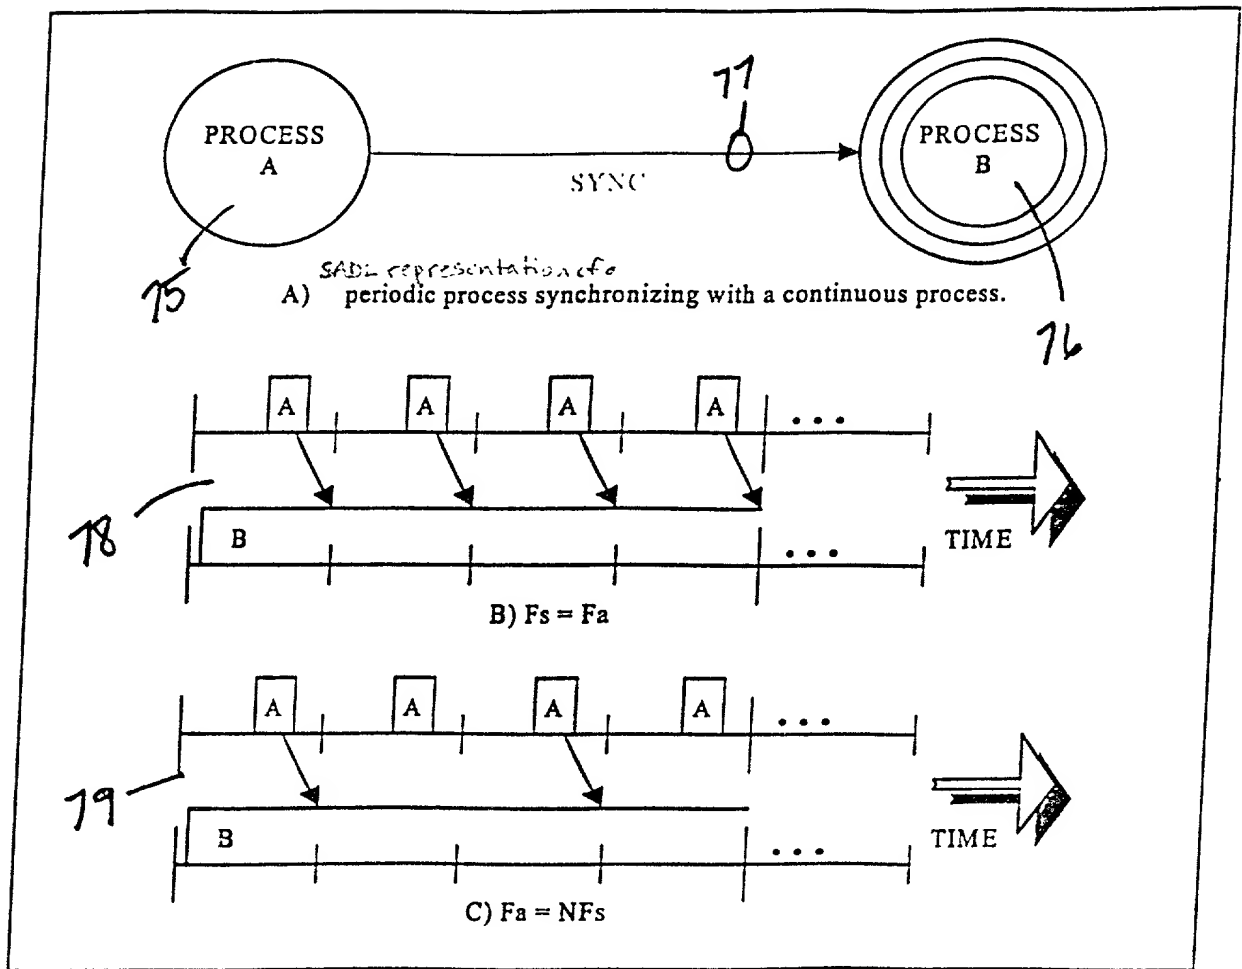 77
PROCESS
A
PROCESS
B
SYNC
75
SADL representation of a
A) periodic process synchronizing with a continuous process.
76
A A A A ...
78
B ...
TIME
B) Fs = Fa
A A A A ...
79
B ...
TIME
C) Fa = NFs